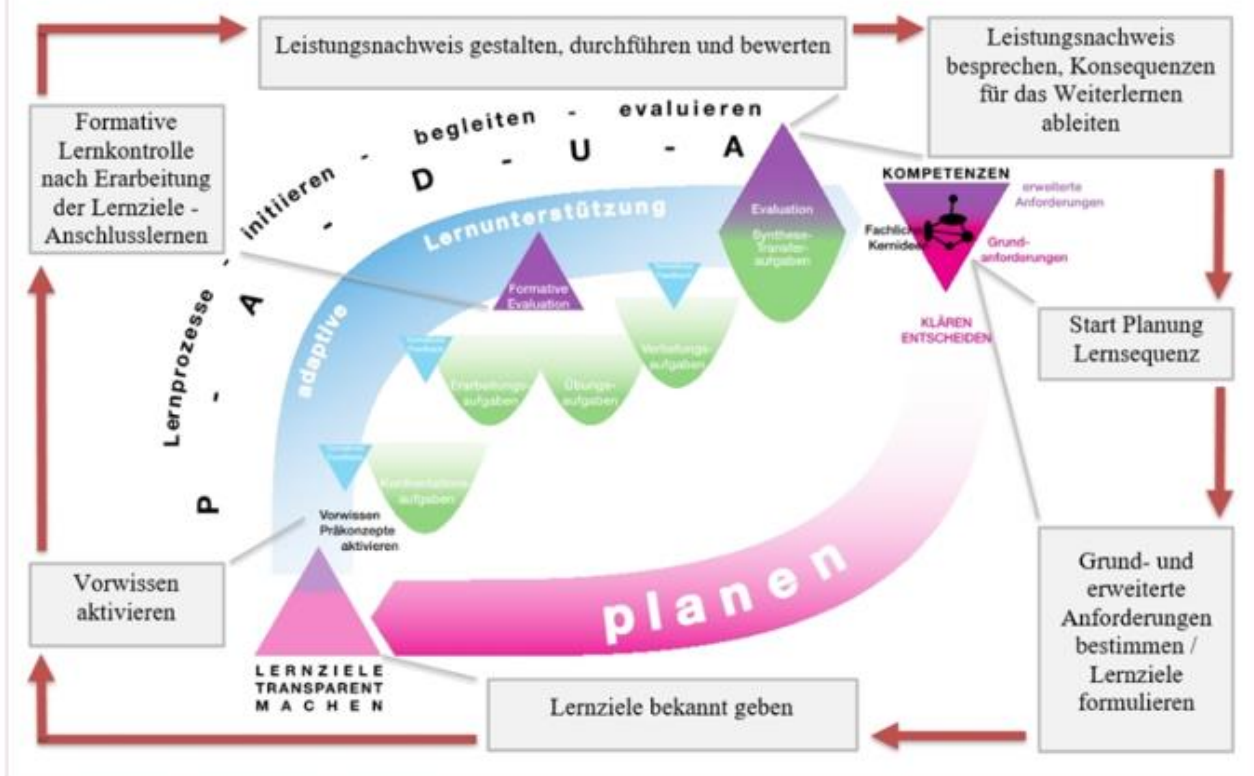 Leistungsnachweis gestalten, durchführen und bewerten
Leistungsnachweis
besprechen, Konsequenzen
für das Weiterlernen
ableiten
Formative
Lernkontrolle
nach Erarbeitung
der Lernziele -
Anschlusslernen
Lernprozesse - initiieren - begleiten - evaluieren
P - A - D - U - A
adaptive Lernunterstützung
KOMPETENZEN
erweiterte
Anforderungen
Fachliche
Kernideen
Grund-
anforderungen
KLÄREN
ENTSCHEIDEN
Evaluation
Synthese-
Transfer-
aufgaben
Formative
Evaluation
Vertiefungs-
aufgaben
Erarbeitungs-
aufgaben
Übungs-
aufgaben
Konfrontations-
aufgaben
Start Planung
Lernsequenz
Vorwissen
Präkonzepte
aktivieren
Vorwissen
aktivieren
planen
Grund- und
erweiterte
Anforderungen
bestimmen /
Lernziele
formulieren
LERNZIELE
TRANSPARENT
MACHEN
Lernziele bekannt geben